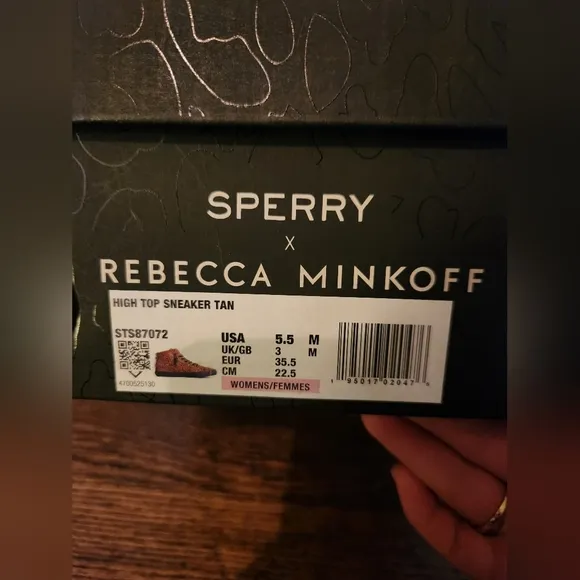 SPERRY
X
REBECCA MINKOFF
HIGH TOP SNEAKER TAN
STS87072
USA 5.5 M
UK/GB 3 M
EUR 35.5
CM 22.5
WOMENS/FEMMES
4700525130